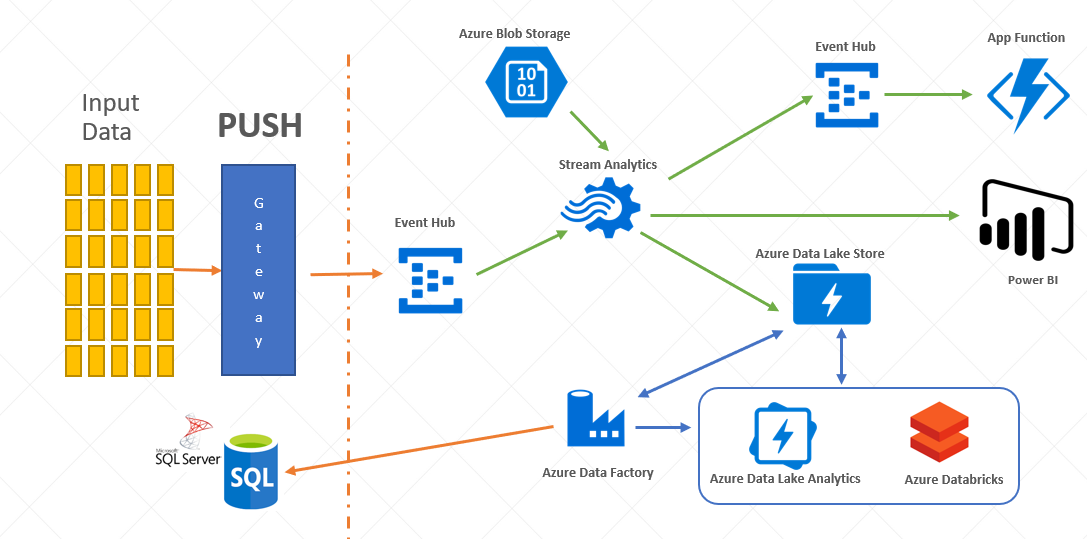 Azure Blob Storage
Event Hub
App Function
10
01
Input
Data
PUSH
Stream Analytics
Gateway
Event Hub
Azure Data Lake Store
Power BI
Microsoft
SQL Server
SQL
Azure Data Factory
Azure Data Lake Analytics
Azure Databricks